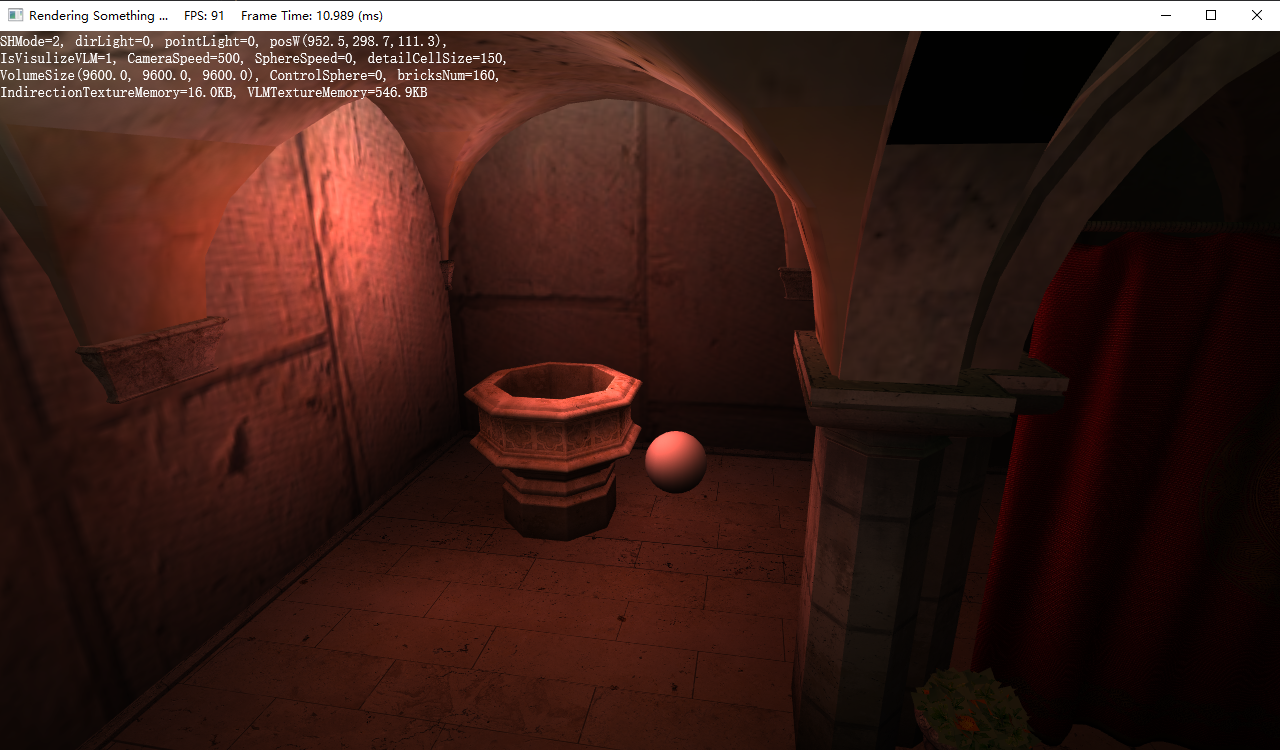 Rendering Something ... FPS: 91 Frame Time: 10.989 (ms)
SHMode=2, dirLight=0, pointLight=0, posW(952.5,298.7,111.3),
IsVisulizeVLM=1, CameraSpeed=500, SphereSpeed=0, detailCellSize=150,
VolumeSize(9600.0, 9600.0, 9600.0), ControlSphere=0, bricksNum=160,
IndirectionTextureMemory=16.0KB, VLMTextureMemory=546.9KB